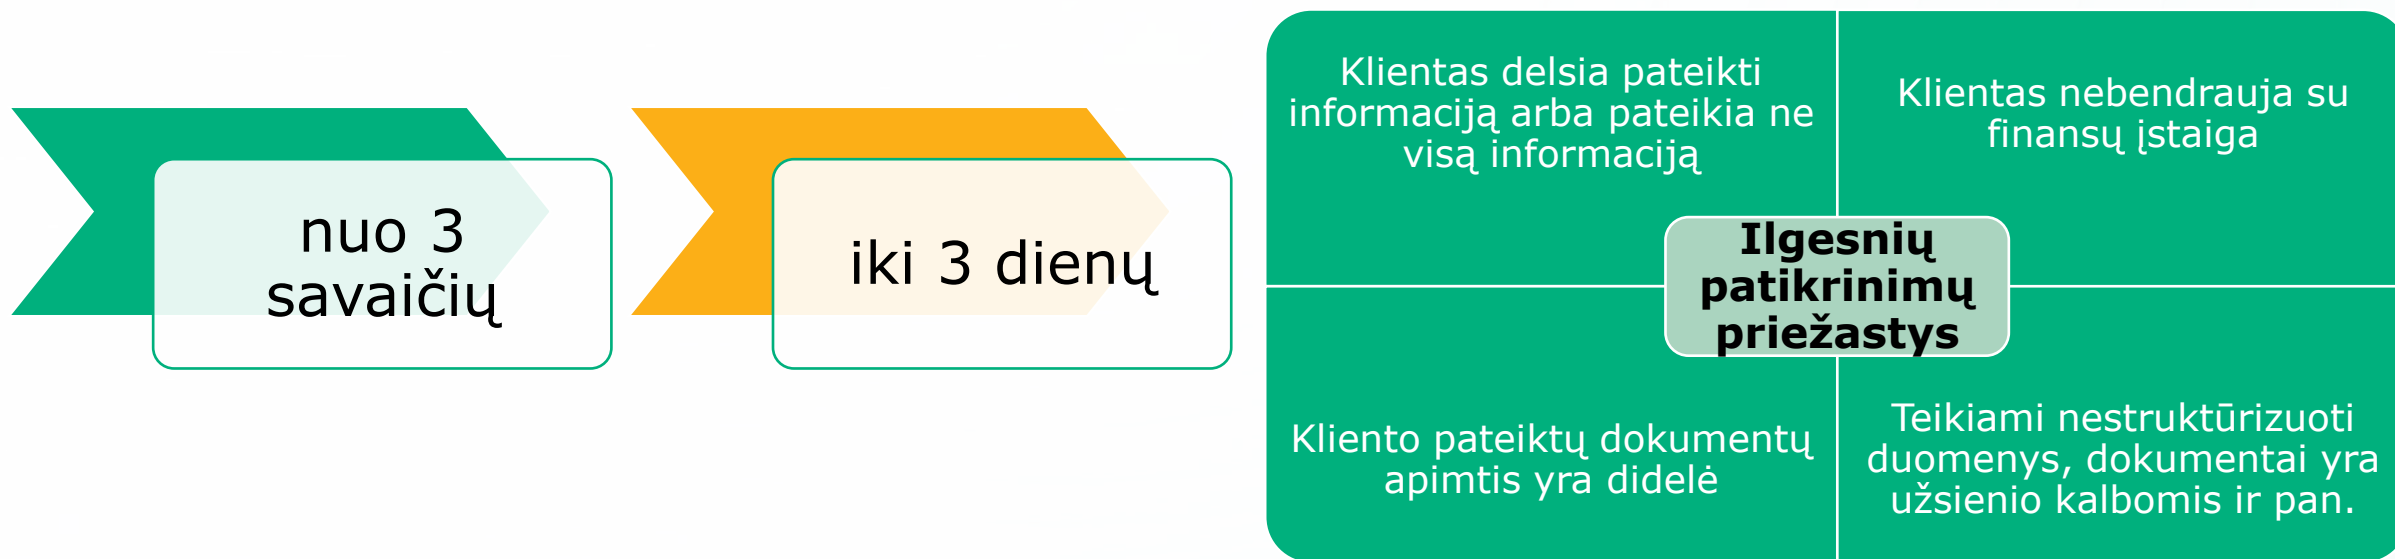 nuo 3
savaičių
iki 3 dienų
Klientas delsia pateikti
informaciją arba pateikia ne
visą informaciją
Klientas nebendrauja su
finansų įstaiga
Ilgesnių
patikrinimų
priežastys
Kliento pateiktų dokumentų
apimtis yra didelė
Teikiami nestruktūrizuoti
duomenys, dokumentai yra
užsienio kalbomis ir pan.